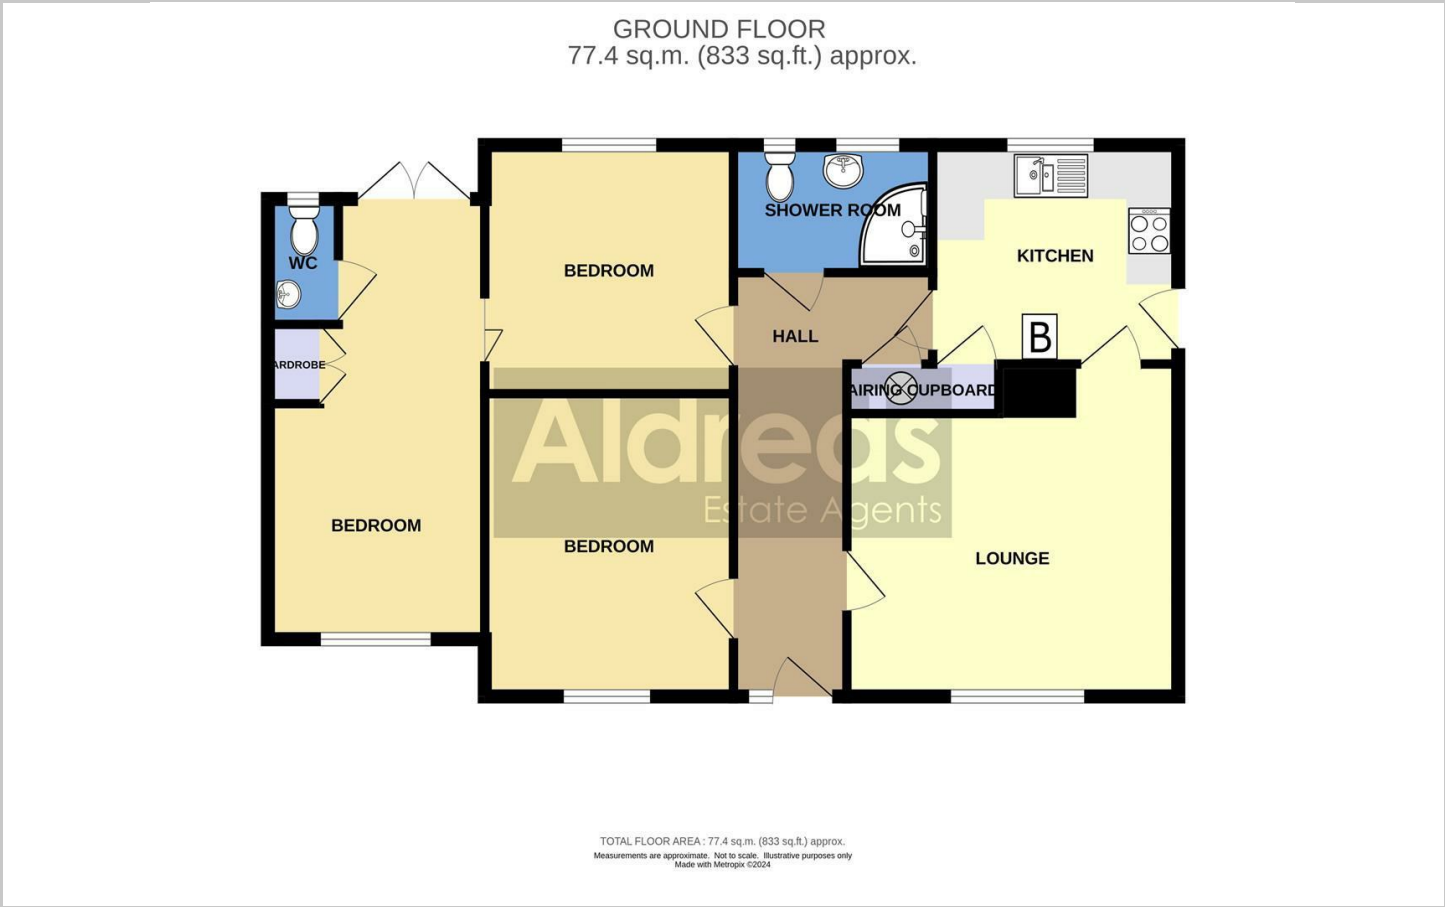 GROUND FLOOR
77.4 sq.m. (833 sq.ft.) approx.
SHOWER ROOM
WC
BEDROOM
KITCHEN
HALL
B
ARDROBE
AIRING CUPBOARD
Aldreds
Estate Agents
BEDROOM
BEDROOM
LOUNGE
TOTAL FLOOR AREA : 77.4 sq.m. (833 sq.ft.) approx.
Measurements are approximate. Not to scale. Illustrative purposes only
Made with Metropix ©2024